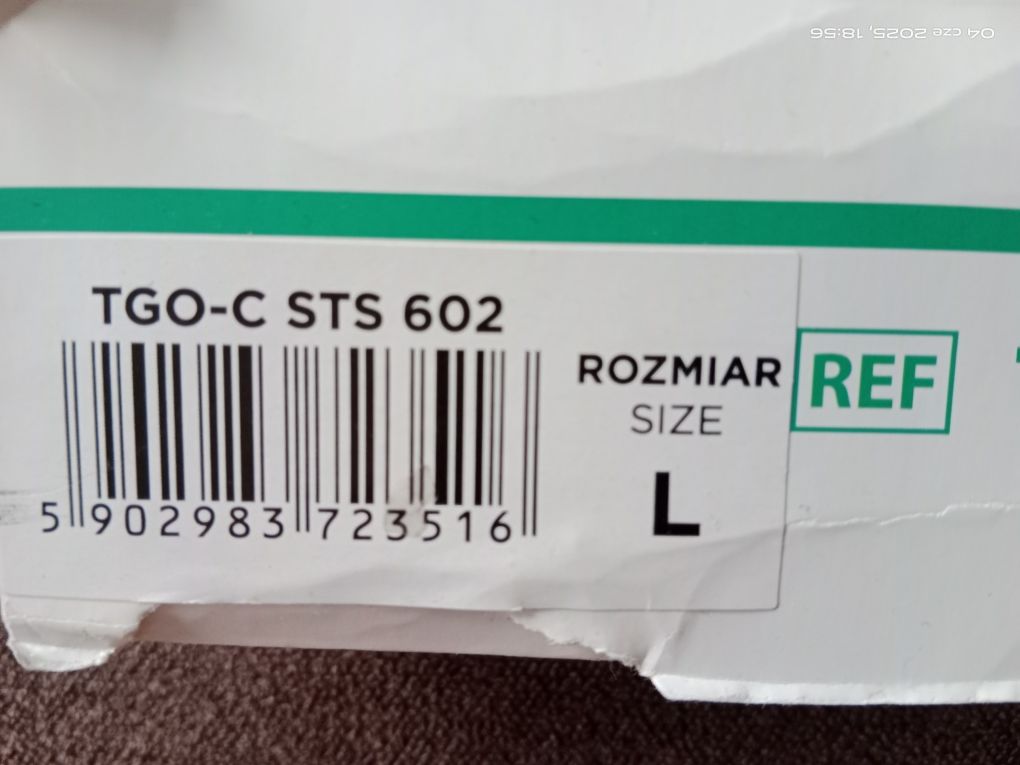 04 cze 2025, 18:56
TGO-C STS 602
5 902983 723516
ROZMIAR
SIZE
L
REF